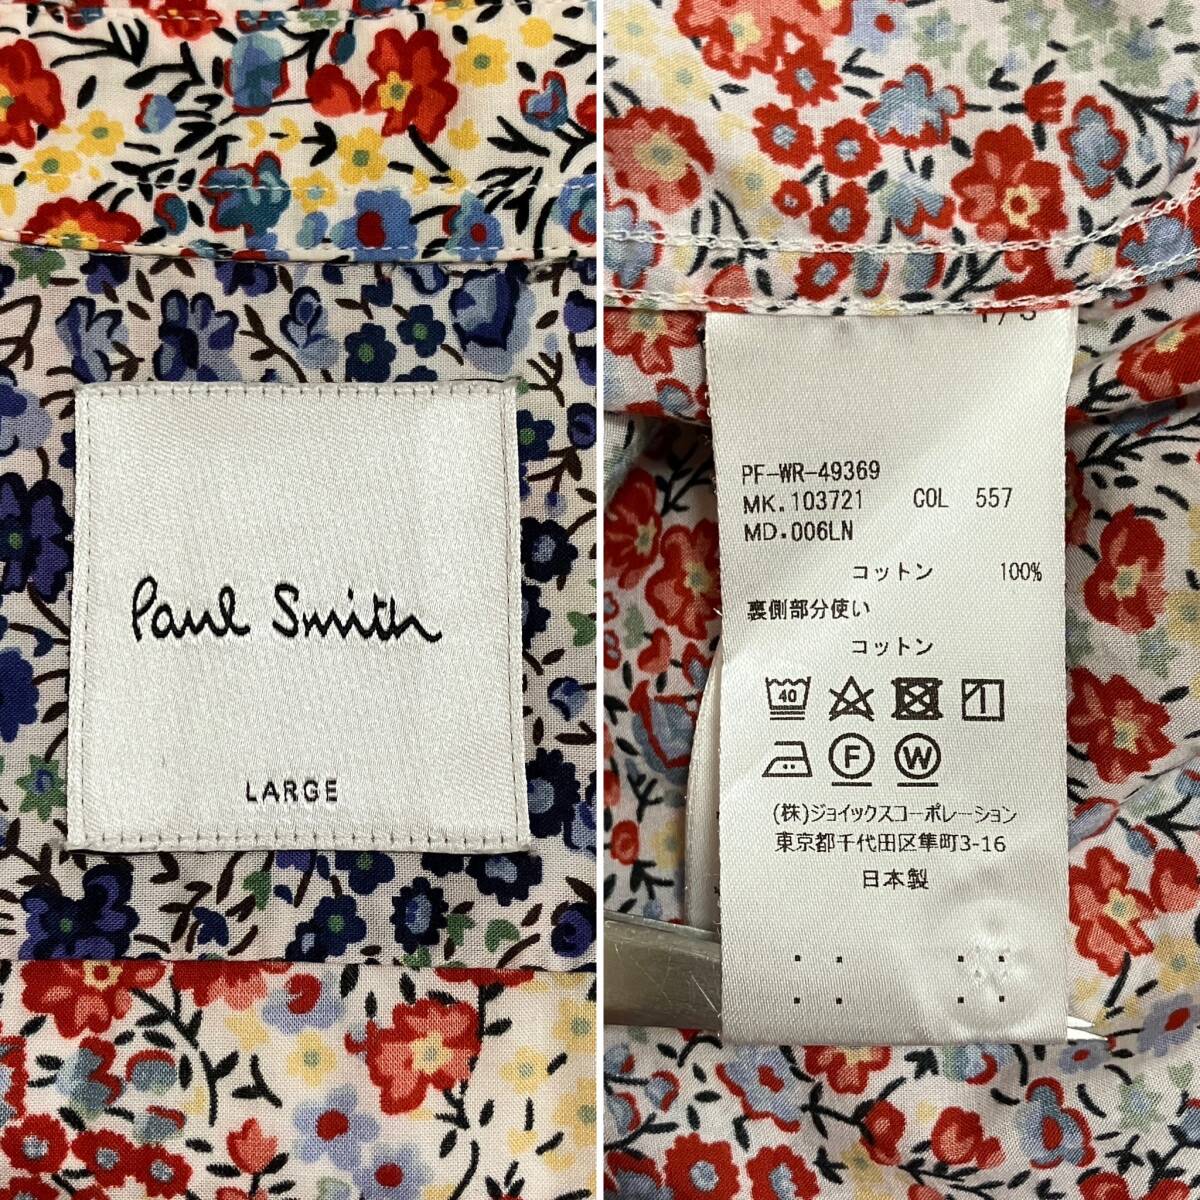 Paul Smith
LARGE
PF-WR-49369
MK.103721 COL 557
MD.006LN
コットン 100%
裏側部分使い
コットン
40
F W
(株)ジョイックスコーポレーション
東京都千代田区隼町3-16
日本製